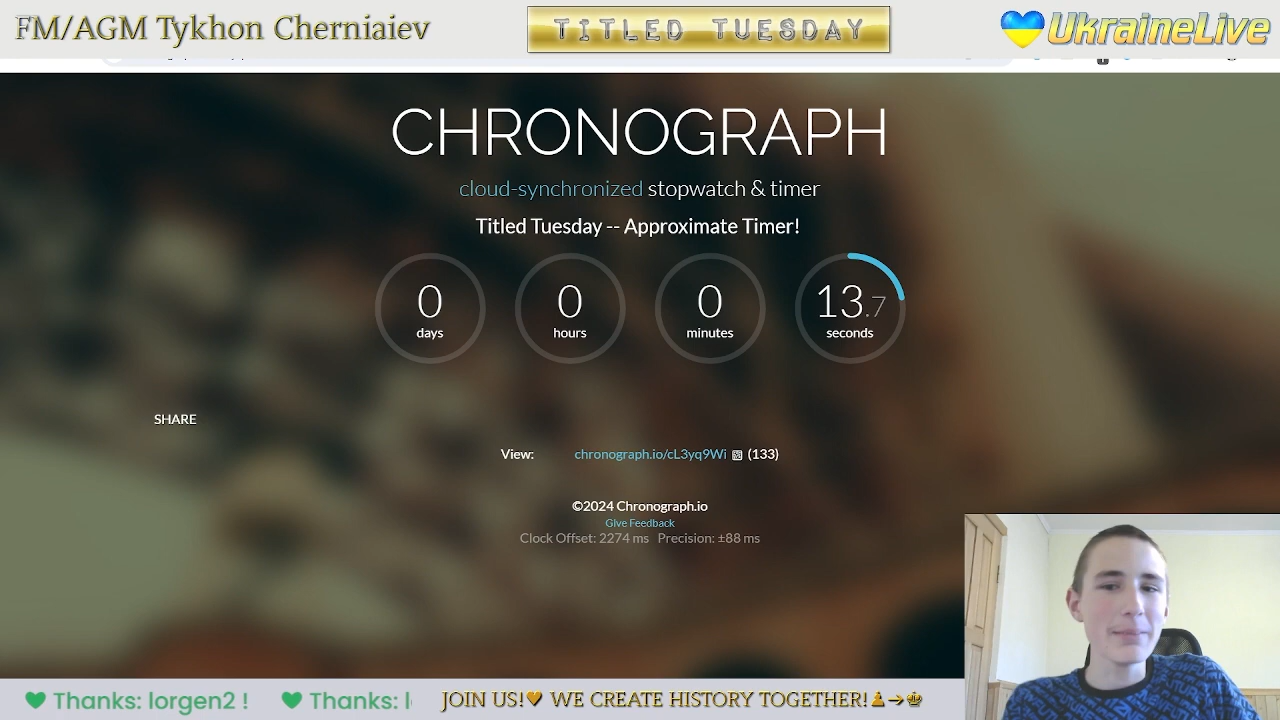 FM/AGM Tykhon Cherniaiev
TITLED TUESDAY
UkraineLive
CHRONOGRAPH
cloud-synchronized stopwatch & timer
Titled Tuesday -- Approximate Timer!
0 0 0 13.7
days hours minutes seconds
SHARE
View: chronograph.io/cL3yq9Wi (133)
©2024 Chronograph.io
Give Feedback
Clock Offset: 2274 ms Precision: ±88 ms
Thanks: lorgen2 ! Thanks: l
JOIN US!🧡 WE CREATE HISTORY TOGETHER!♟→♚